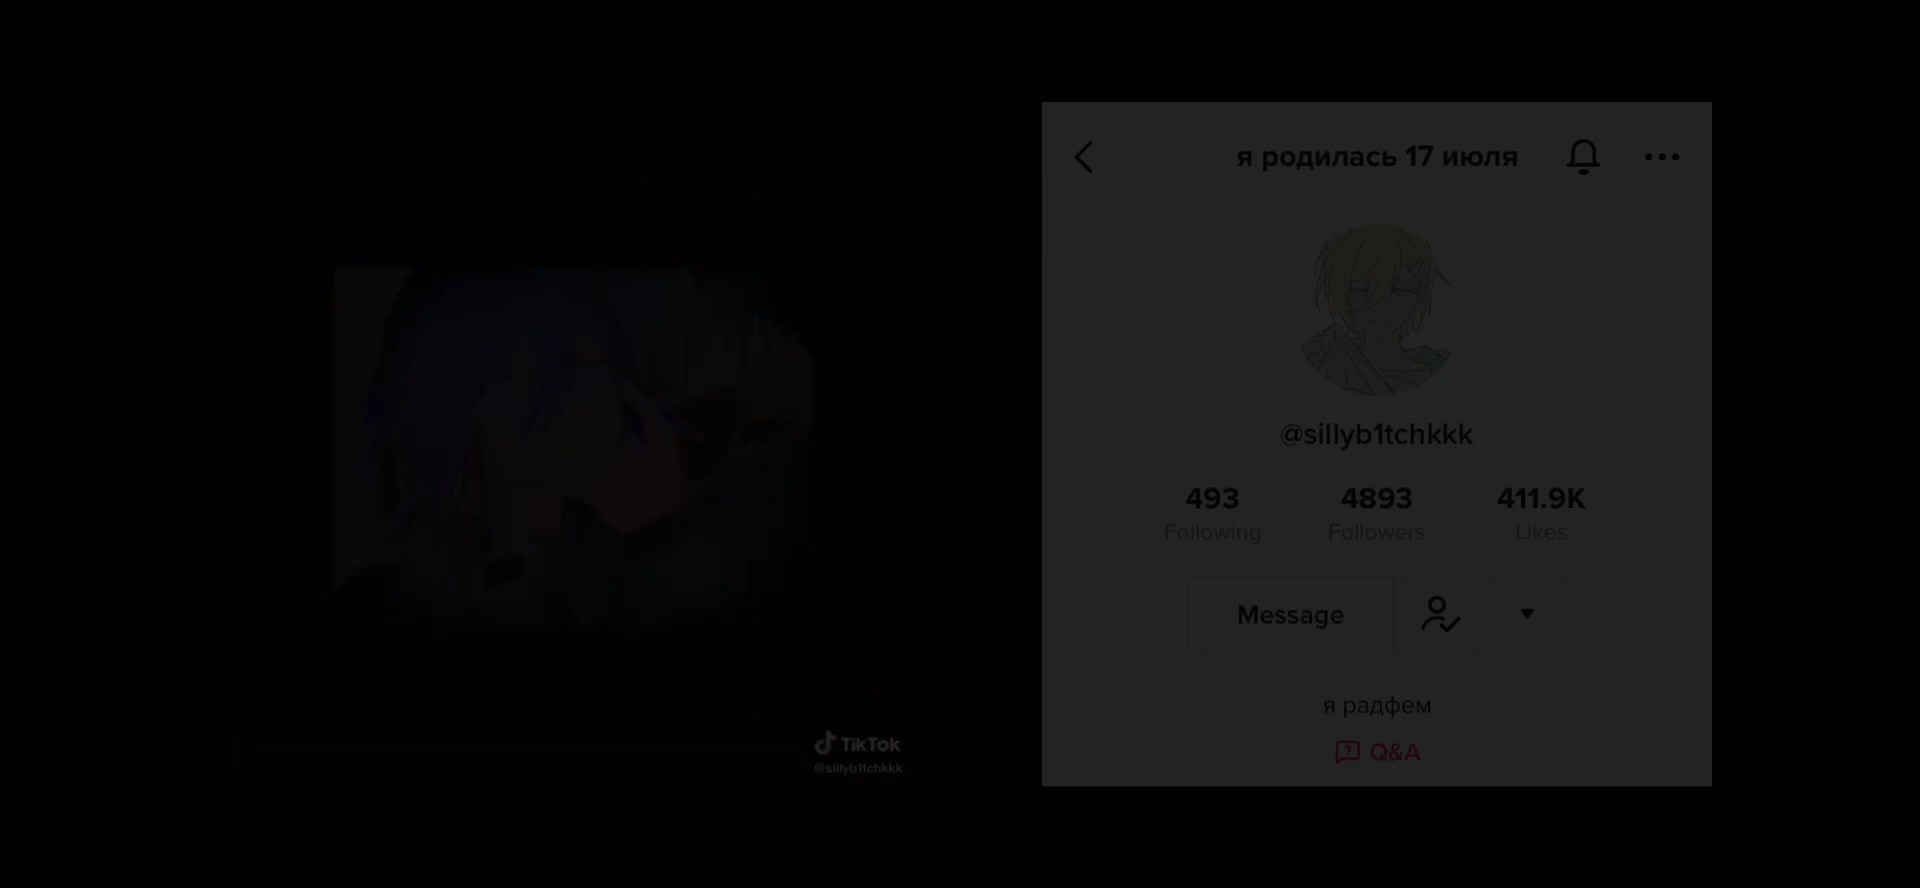 TikTok
@sillyb1tchkkk
я родилась 17 июля
@sillyb1tchkkk
493 4893 411.9K
Following Followers Likes
Message
я радфем
Q&A